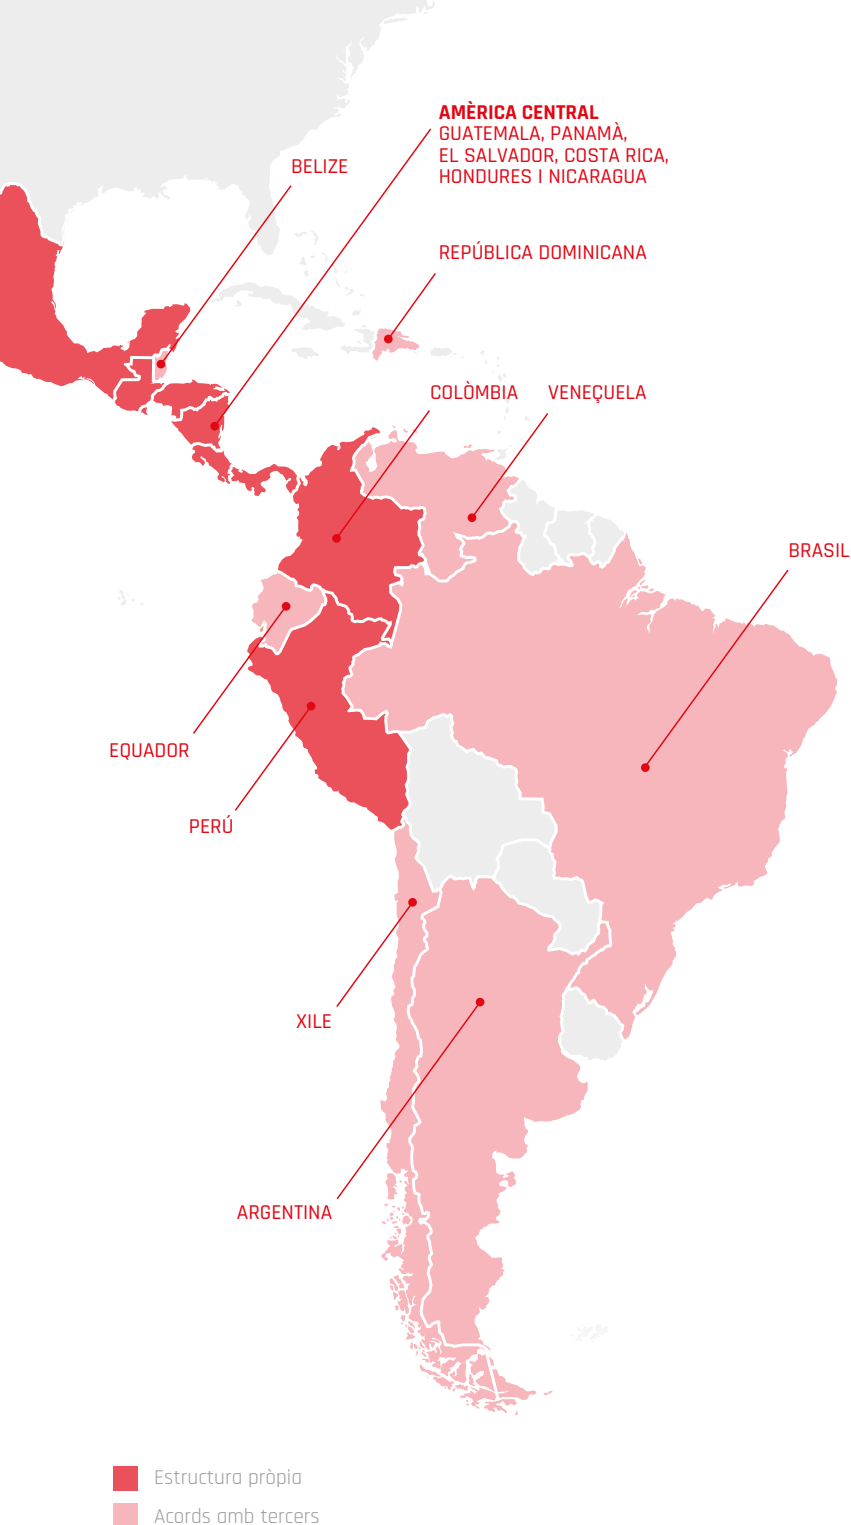 AMÈRICA CENTRAL
GUATEMALA, PANAMÀ,
EL SALVADOR, COSTA RICA,
HONDURES I NICARAGUA
BELIZE
REPÚBLICA DOMINICANA
COLÒMBIA
VENEÇUELA
BRASIL
EQUADOR
PERÚ
XILE
ARGENTINA
Estructura pròpia
Acords amb tercers